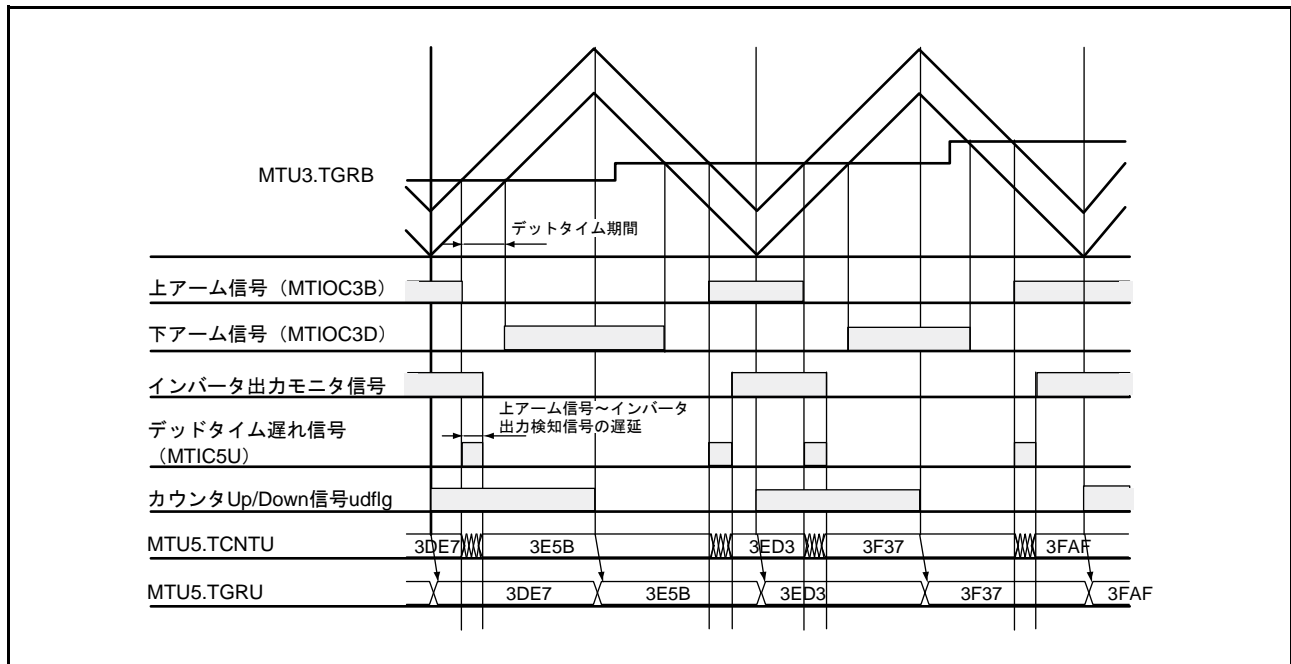 MTU3.TGRB
デットタイム期間
上アーム信号（MTIOC3B）
下アーム信号（MTIOC3D）
インバータ出力モニタ信号
上アーム信号～インバータ
出力検知信号の遅延
デッドタイム遅れ信号
（MTIC5U）
カウンタUp/Down信号udflg
MTU5.TCNTU 3DE7 3E5B 3ED3 3F37 3FAF
MTU5.TGRU 3DE7 3E5B 3ED3 3F37 3FAF